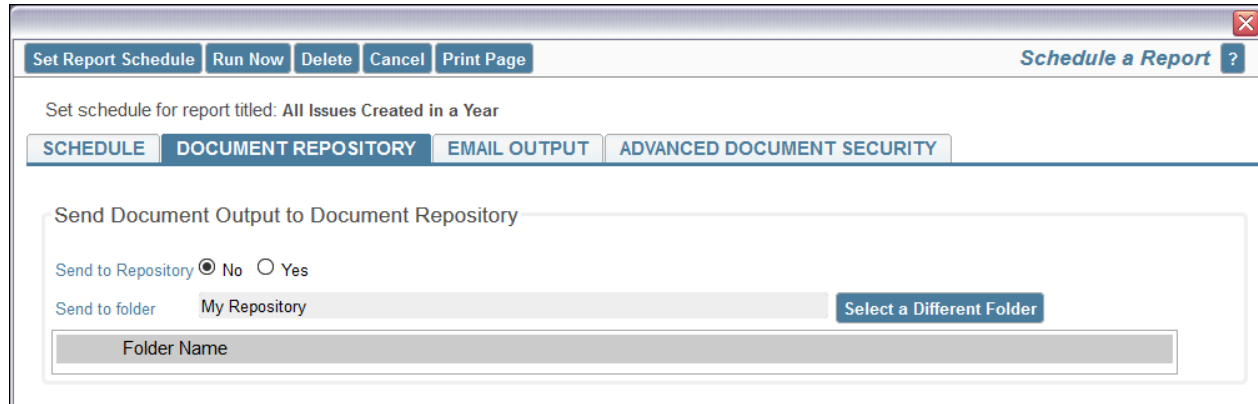 Set Report Schedule Run Now Delete Cancel Print Page Schedule a Report ?
Set schedule for report titled: All Issues Created in a Year
SCHEDULE DOCUMENT REPOSITORY EMAIL OUTPUT ADVANCED DOCUMENT SECURITY
Send Document Output to Document Repository
Send to Repository No Yes
Send to folder My Repository Select a Different Folder
Folder Name